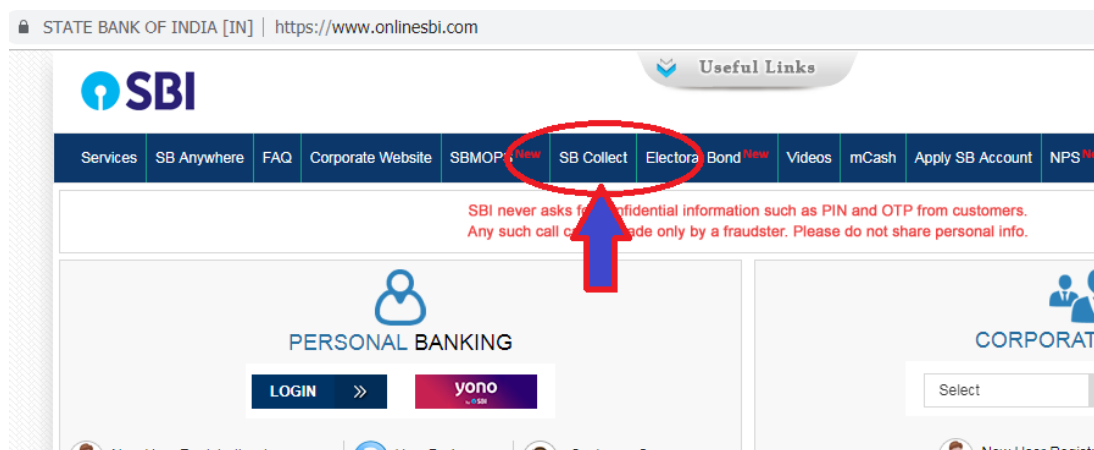 STATE BANK OF INDIA [IN] | https://www.onlinesbi.com
Useful Links
SBI
Services SB Anywhere FAQ Corporate Website SBMOPS New SB Collect Electoral Bond New Videos mCash Apply SB Account NPS
SBI never asks for confidential information such as PIN and OTP from customers.
Any such call made only by a fraudster. Please do not share personal info.
PERSONAL BANKING
CORPORAT
LOGIN »
yono
by SBI
Select